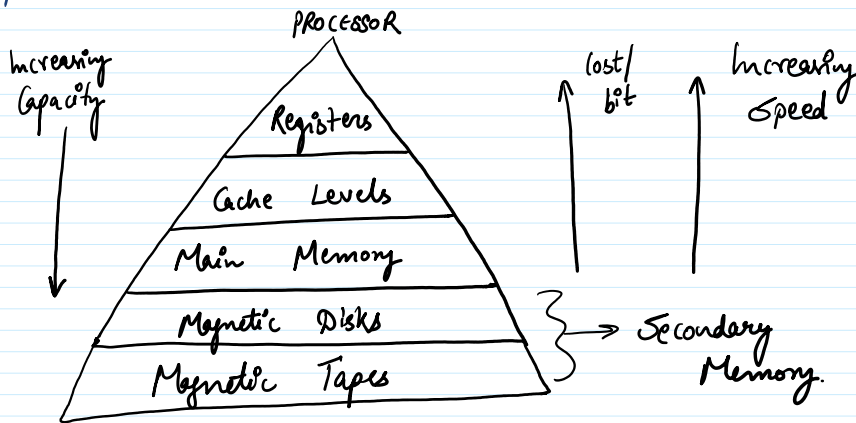 PROCESSOR
Increasing
Capacity
Registers
Cache Levels
Main Memory
Magnetic Disks
Magnetic Tapes
Cost/
bit
Increasing
Speed
Secondary
Memory.